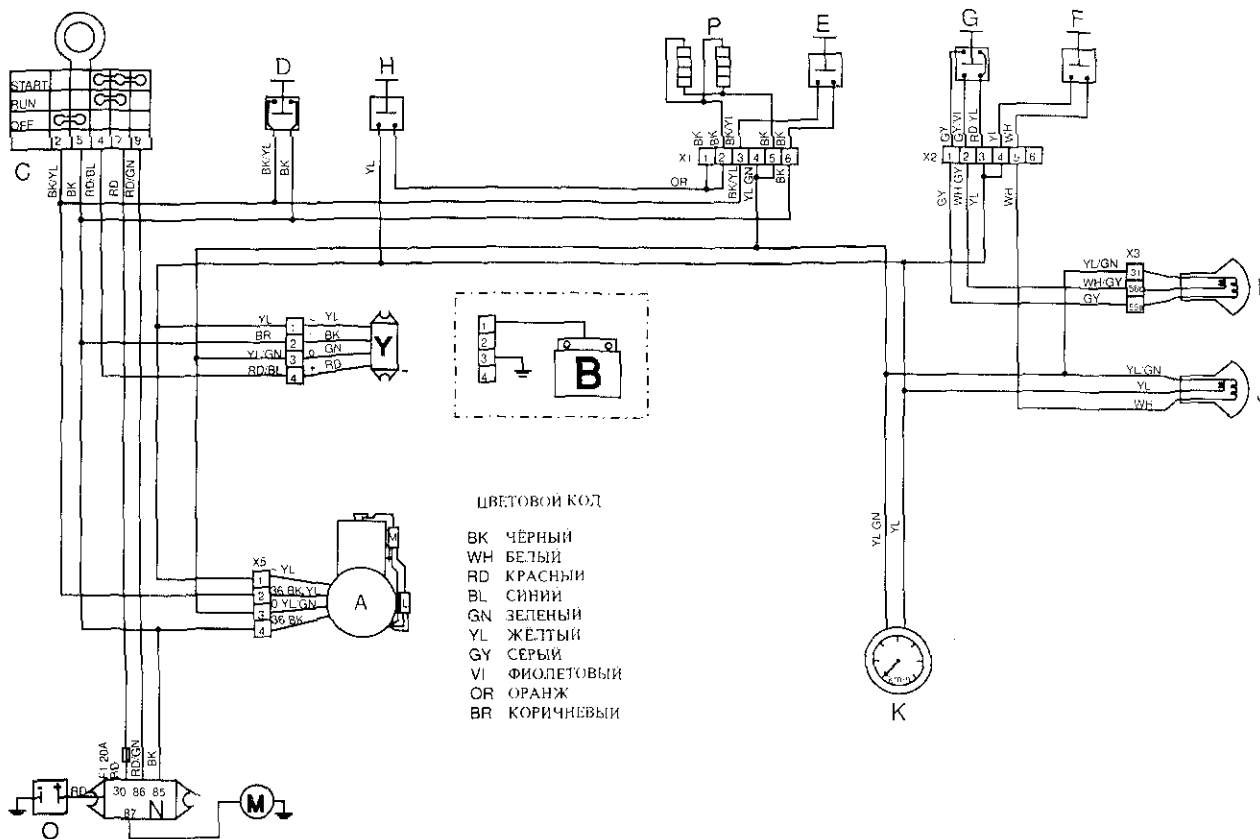 P
E
G
F
D
H
START
RUN
OFF
2 5 4 7 9
C
BK/YL
BK
RD/BL
RD
RD/GN
BK/YL
BK
YL
BK
BK
BK/YL
BK
BK
X1 1 2 3 4 5 6
OR
BK/YL
YL GN
BK
GY
GY/VI
RD YL
YL
WH
X2 1 2 3 4 5 6
GY
WH GY
YL
WH
X3
YL/GN 31
WH/GY
GY
YL/GN
YL
WH
J
YL 1 YL
BR 2 BK
YL/GN 3 GN
RD/BL 4 RD
Y
1
2
3
4
B
X5
1 YL
2 36 BK YL
3 0 YL/GN
4 36 BK
A
M
L
ЦВЕТОВОЙ КОД
BK ЧЁРНЫЙ
WH БЕЛЫЙ
RD КРАСНЫЙ
BL СИНИЙ
GN ЗЕЛЕНЫЙ
YL ЖЁЛТЫЙ
GY СЕРЫЙ
VI ФИОЛЕТОВЫЙ
OR ОРАНЖ
BR КОРИЧНЕВЫЙ
YL GN
YL
K
F1 20A
RD
RD/GN
BK
RD
30 86 85
87
N
O
M